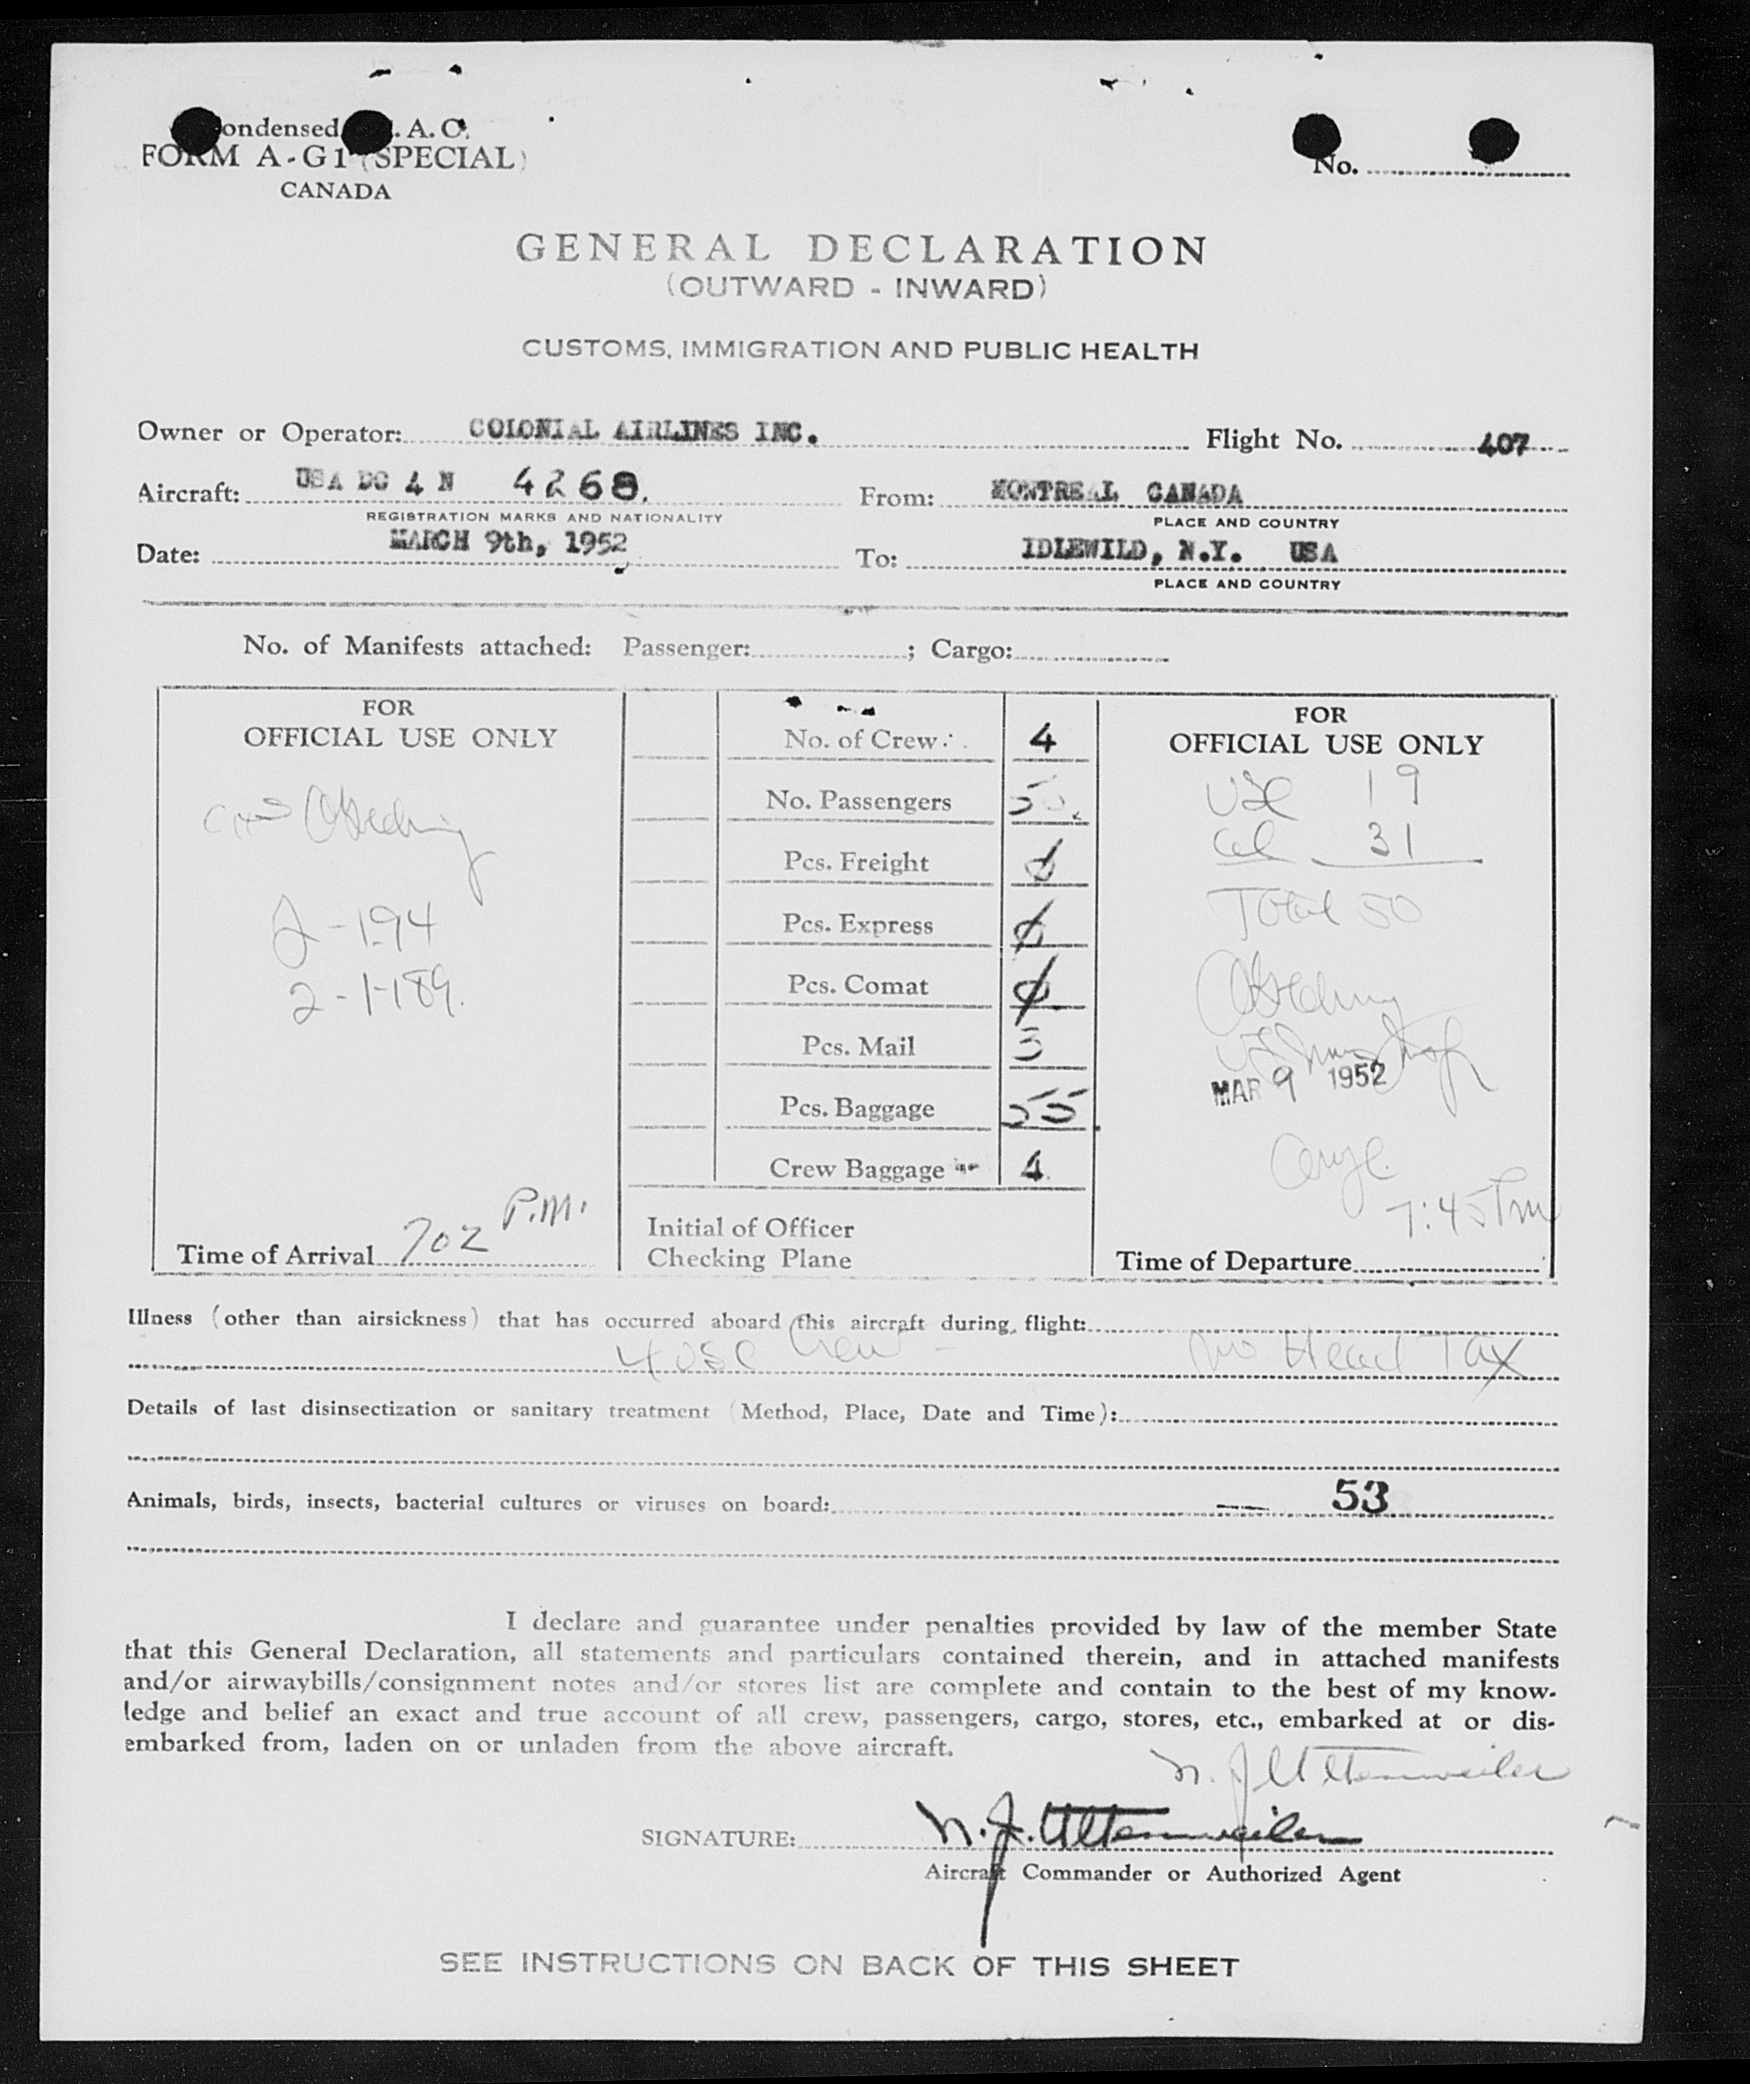 ondensed . A. O.
FORM A-G1 (SPECIAL)
CANADA
No.
GENERAL DECLARATION
(OUTWARD - INWARD)
CUSTOMS, IMMIGRATION AND PUBLIC HEALTH
Owner or Operator: COLONIAL AIRLINES INC. Flight No. 407
Aircraft: USA DC 4 N 4268. From: MONTREAL CANADA
REGISTRATION MARKS AND NATIONALITY PLACE AND COUNTRY
Date: MARCH 9th, 1952 To: IDLEWILD, N.Y. USA
PLACE AND COUNTRY
No. of Manifests attached: Passenger: ; Cargo:
FOR
OFFICIAL USE ONLY
2-194
2-1-189.
Time of Arrival 702 P.M.
No. of Crew 4
No. Passengers 50
Pcs. Freight 0
Pcs. Express 0
Pcs. Comat 0
Pcs. Mail 3
Pcs. Baggage 55
Crew Baggage 4
Initial of Officer
Checking Plane
FOR
OFFICIAL USE ONLY
USC 19
31
Total 50
MAR 9 1952
7:45 Pm
Time of Departure
Illness (other than airsickness) that has occurred aboard this aircraft during flight:
4 USC Crew - no Head Tax
Details of last disinsectization or sanitary treatment (Method, Place, Date and Time):
Animals, birds, insects, bacterial cultures or viruses on board: — 53
I declare and guarantee under penalties provided by law of the member State
that this General Declaration, all statements and particulars contained therein, and in attached manifests
and/or airwaybills/consignment notes and/or stores list are complete and contain to the best of my know-
ledge and belief an exact and true account of all crew, passengers, cargo, stores, etc., embarked at or dis-
embarked from, laden on or unladen from the above aircraft.
N. J. Uttenweiler
SIGNATURE: N. J. Uttenweiler
Aircraft Commander or Authorized Agent
SEE INSTRUCTIONS ON BACK OF THIS SHEET